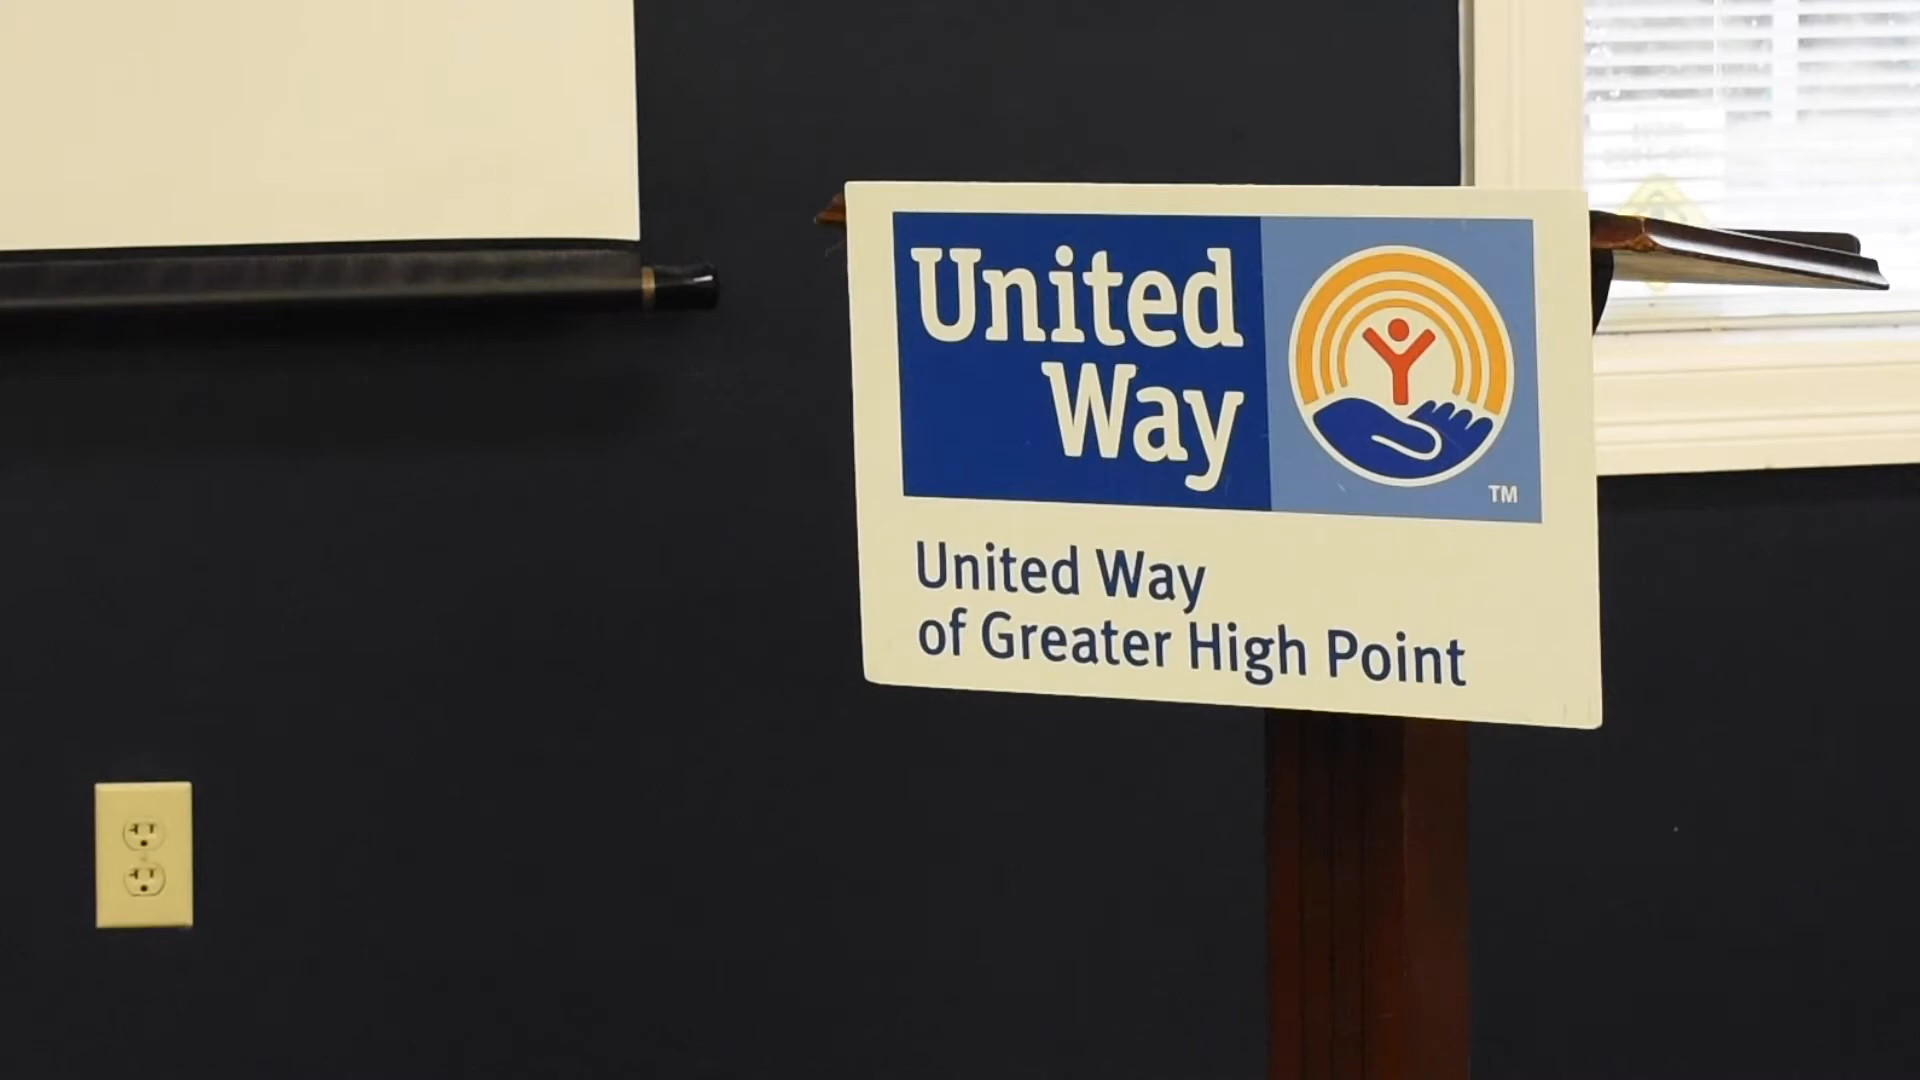 United
Way
TM
United Way
of Greater High Point